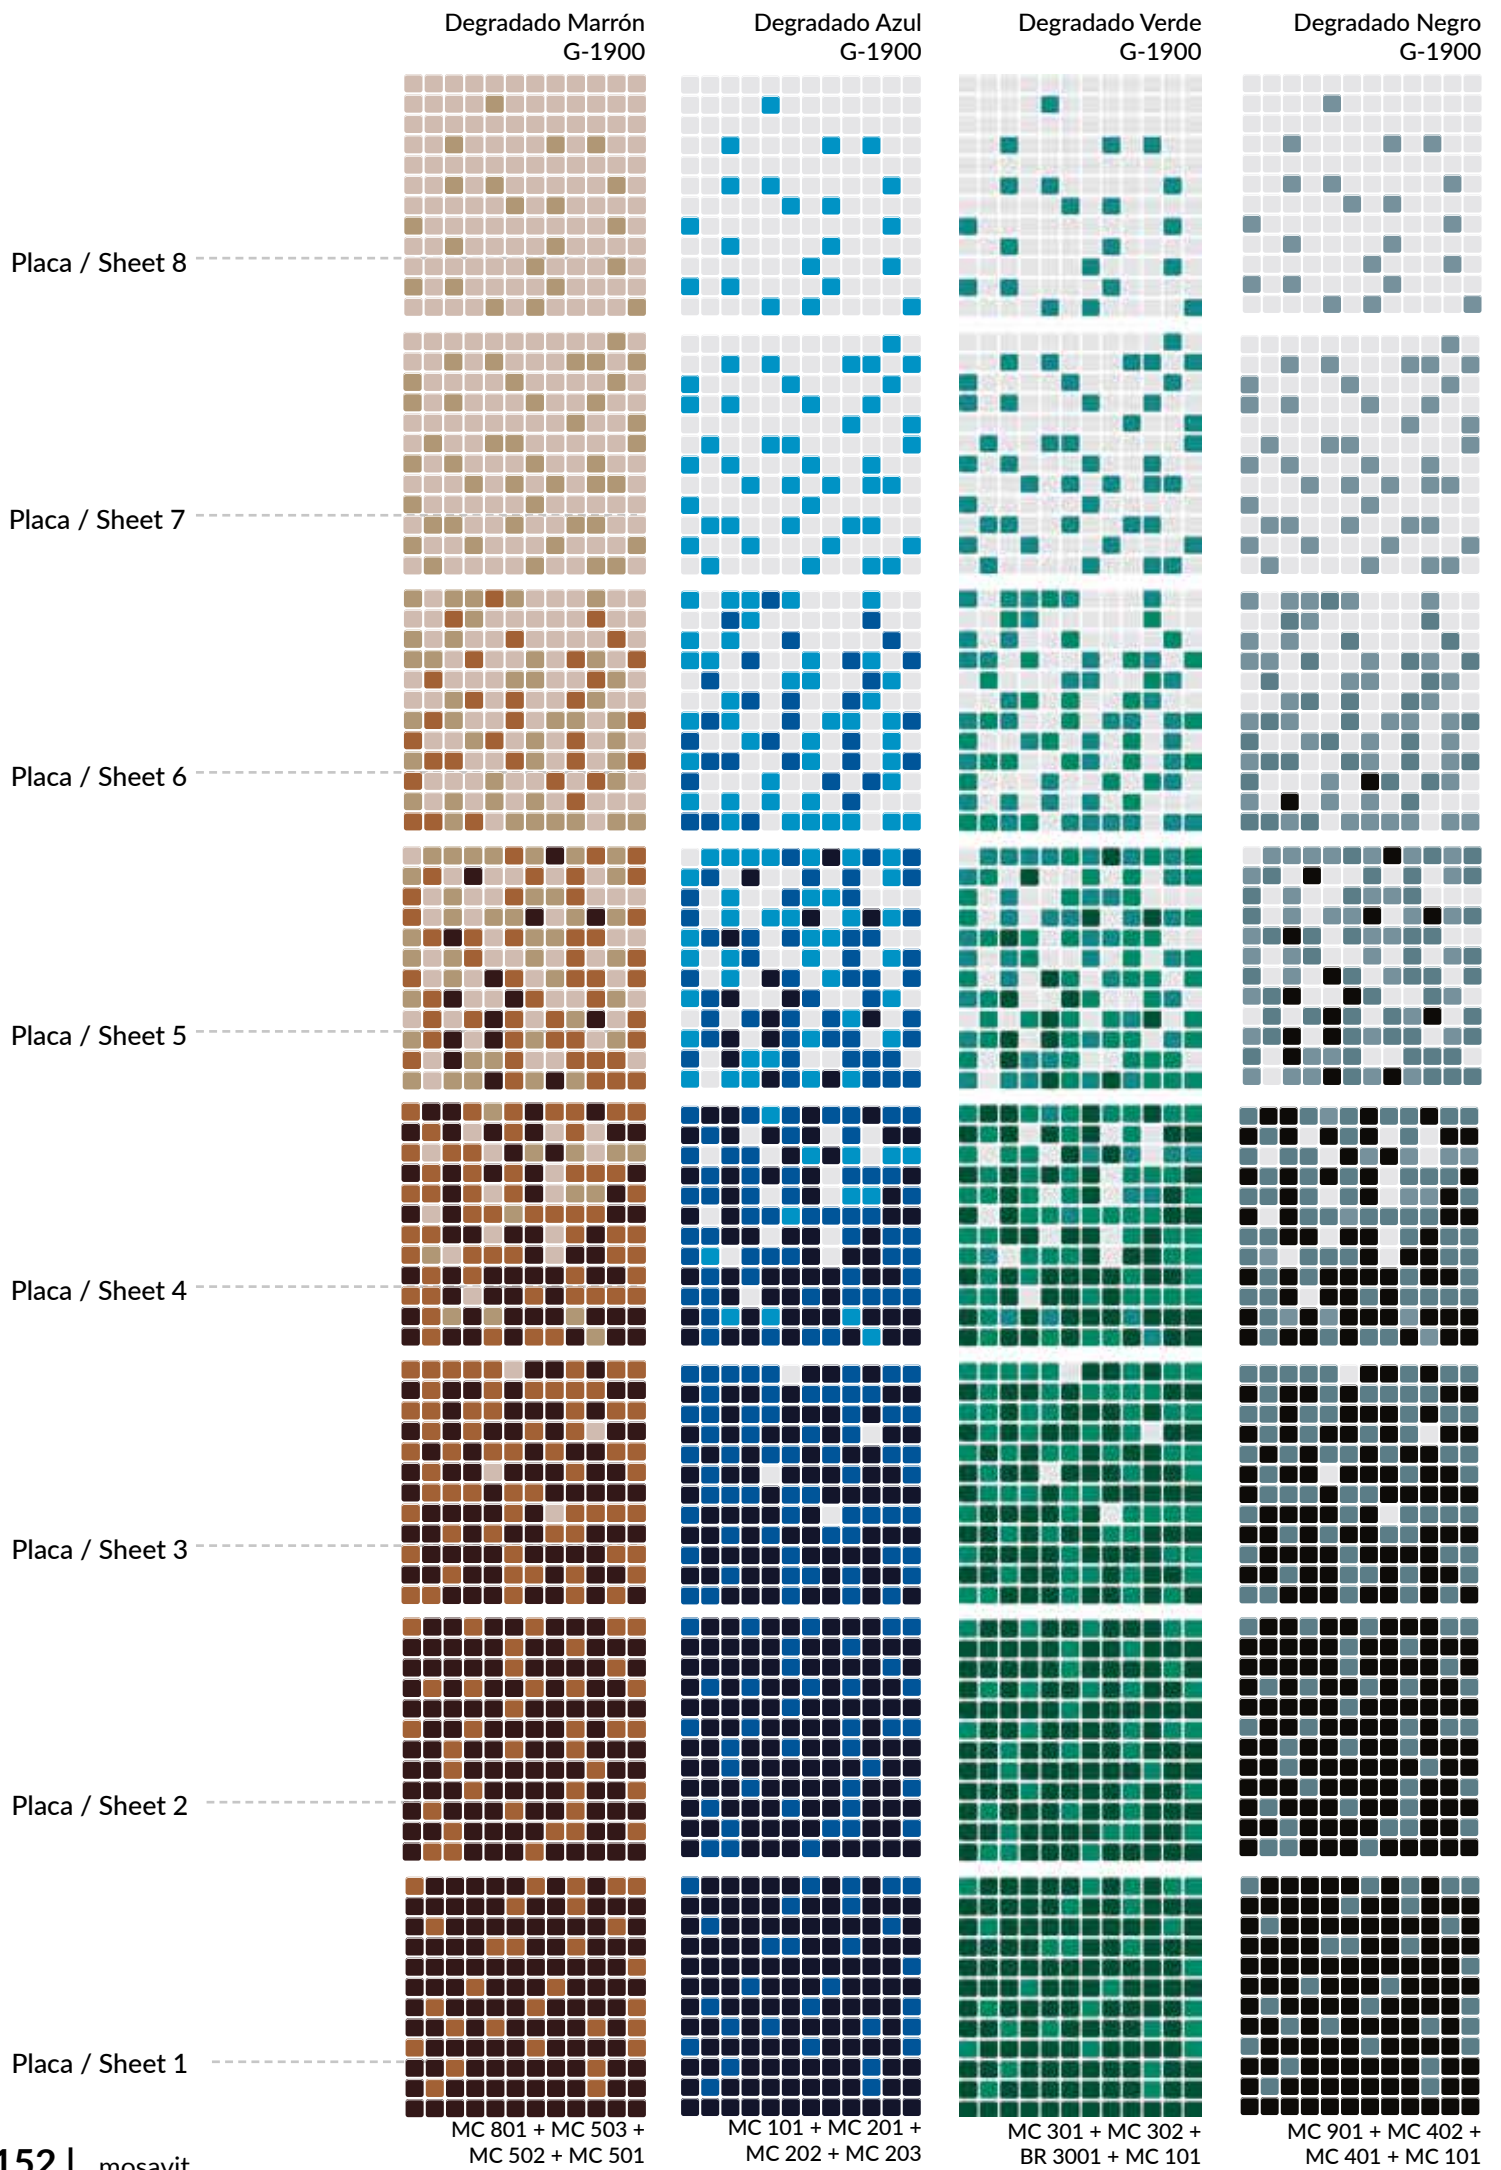 Degradado Marrón
G-1900
Degradado Azul
G-1900
Degradado Verde
G-1900
Degradado Negro
G-1900
Placa / Sheet 8
Placa / Sheet 7
Placa / Sheet 6
Placa / Sheet 5
Placa / Sheet 4
Placa / Sheet 3
Placa / Sheet 2
Placa / Sheet 1
MC 801 + MC 503 +
MC 502 + MC 501
MC 101 + MC 201 +
MC 202 + MC 203
MC 301 + MC 302 +
BR 3001 + MC 101
MC 901 + MC 402 +
MC 401 + MC 101
152 | mosavit